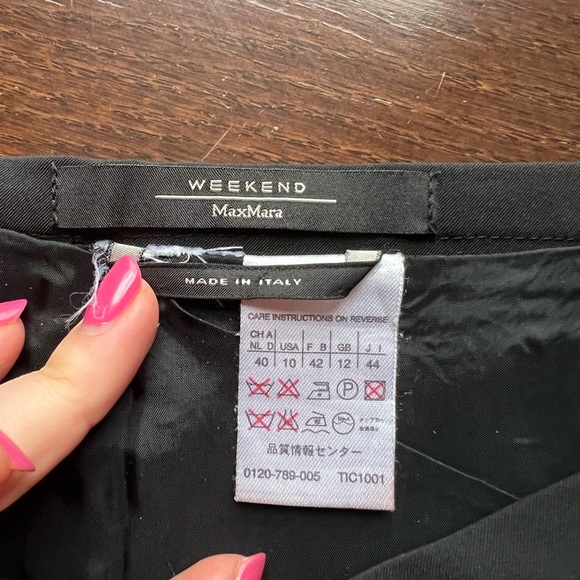 WEEKEND
MaxMara
MADE IN ITALY
CARE INSTRUCTIONS ON REVERSE
CH A
NL D USA F B GB J I
40 10 42 12 44
P
品質情報センター
0120-789-005 TIC1001